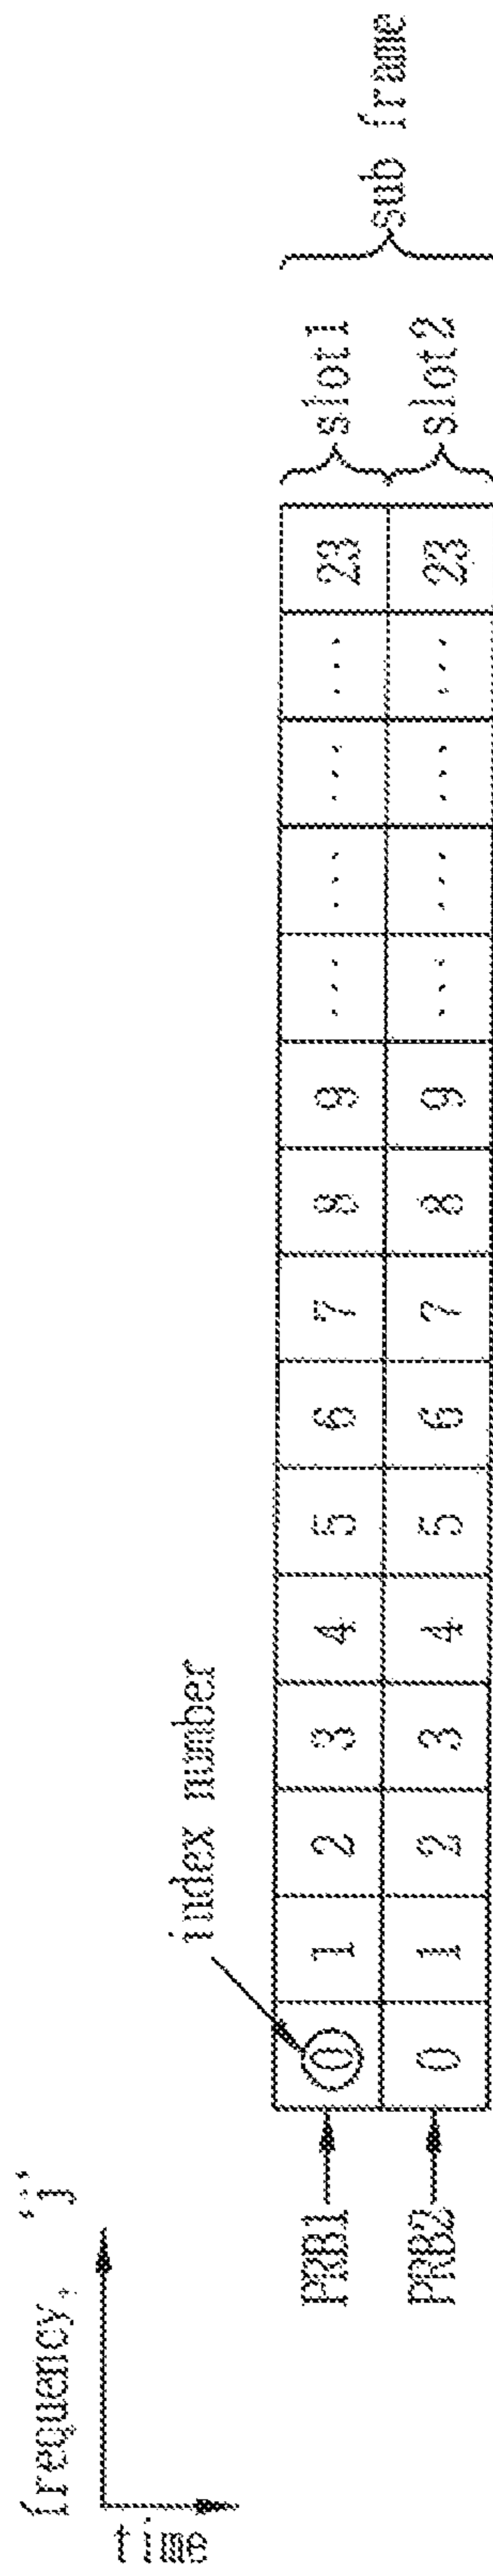 frequency, 'j'
time
index number
PRB1 0 1 2 3 4 5 6 7 8 9 ... ... ... ... 23 slot1
PRB2 0 1 2 3 4 5 6 7 8 9 ... ... ... ... 23 slot2
sub frame